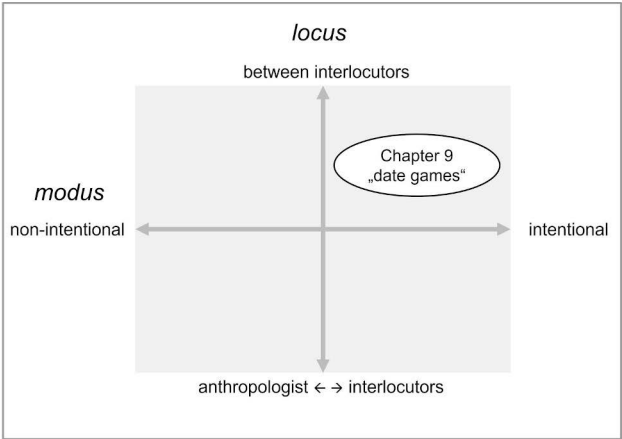 locus
between interlocutors
Chapter 9
„date games“
modus
non-intentional
intentional
anthropologist ← → interlocutors